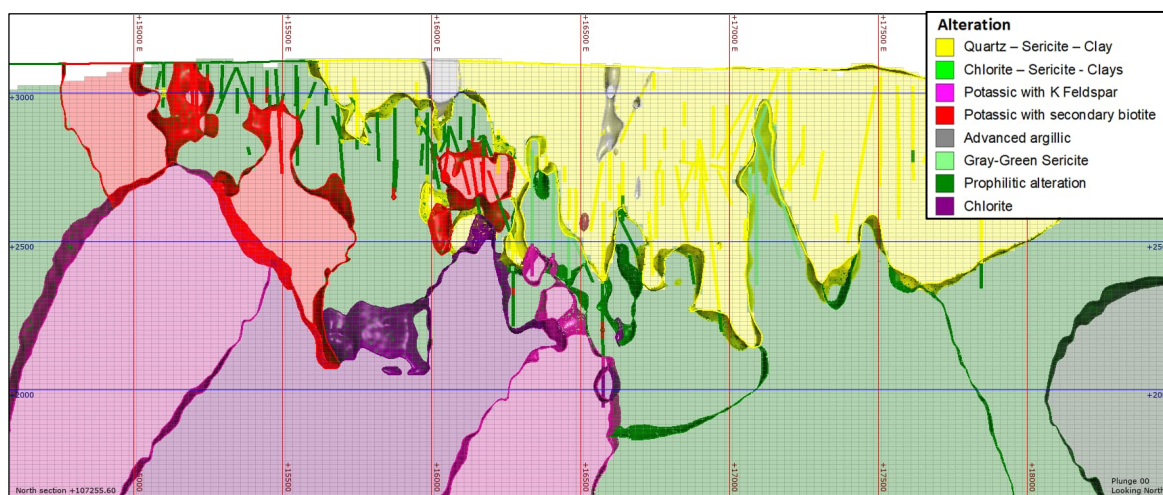 +15000 E
+15500 E
+16000 E
+16500 E
+17000 E
+17500 E
Alteration
Quartz – Sericite – Clay
Chlorite – Sericite - Clays
Potassic with K Feldspar
Potassic with secondary biotite
Advanced argillic
Gray-Green Sericite
Prophilitic alteration
Chlorite
+3000
+2500
+2000
+15500
+16000
+16500
+17000
+17500
+18000
North section +107255.60
Plunge 00
Looking North